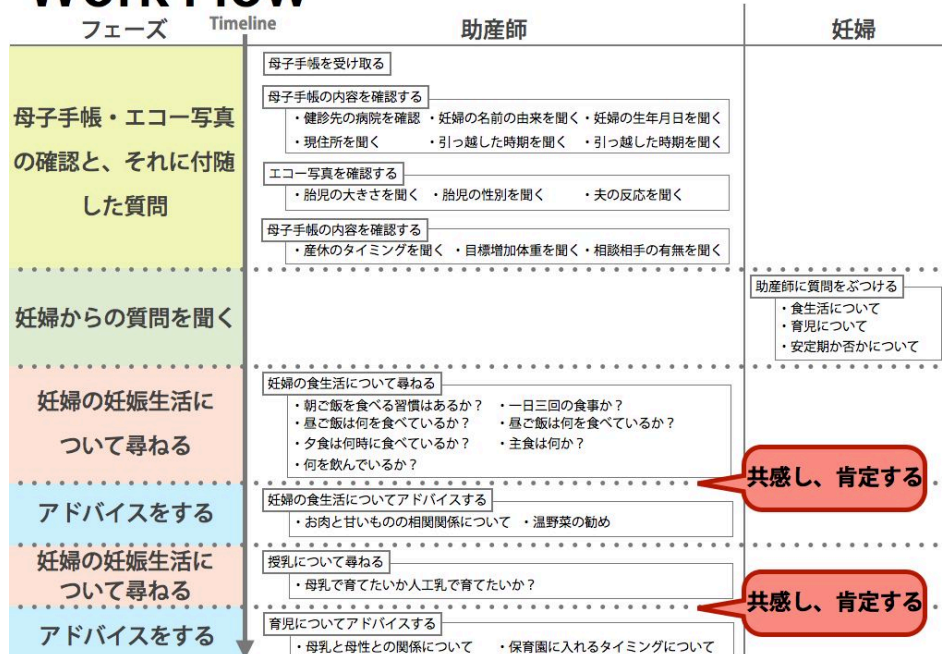 Work Flow
フェーズ Timeline 助産師 妊婦
母子手帳・エコー写真
の確認と、それに付随
した質問
母子手帳を受け取る
母子手帳の内容を確認する
・健診先の病院を確認 ・妊婦の名前の由来を聞く ・妊婦の生年月日を聞く
・現住所を聞く ・引っ越した時期を聞く ・引っ越した時期を聞く
エコー写真を確認する
・胎児の大きさを聞く ・胎児の性別を聞く ・夫の反応を聞く
母子手帳の内容を確認する
・産休のタイミングを聞く ・目標増加体重を聞く ・相談相手の有無を聞く
妊婦からの質問を聞く
助産師に質問をぶつける
・食生活について
・育児について
・安定期か否かについて
妊婦の妊娠生活に
ついて尋ねる
妊婦の食生活について尋ねる
・朝ご飯を食べる習慣はあるか? ・一日三回の食事か?
・昼ご飯は何を食べているか? ・昼ご飯は何を食べているか?
・夕食は何時に食べているか? ・主食は何か?
・何を飲んでいるか?
共感し、肯定する
アドバイスをする
妊婦の食生活についてアドバイスする
・お肉と甘いものの相関関係について ・温野菜の勧め
妊婦の妊娠生活に
ついて尋ねる
授乳について尋ねる
・母乳で育てたいか人工乳で育てたいか?
共感し、肯定する
アドバイスをする
育児についてアドバイスする
・母乳と母性との関係について ・保育園に入れるタイミングについて